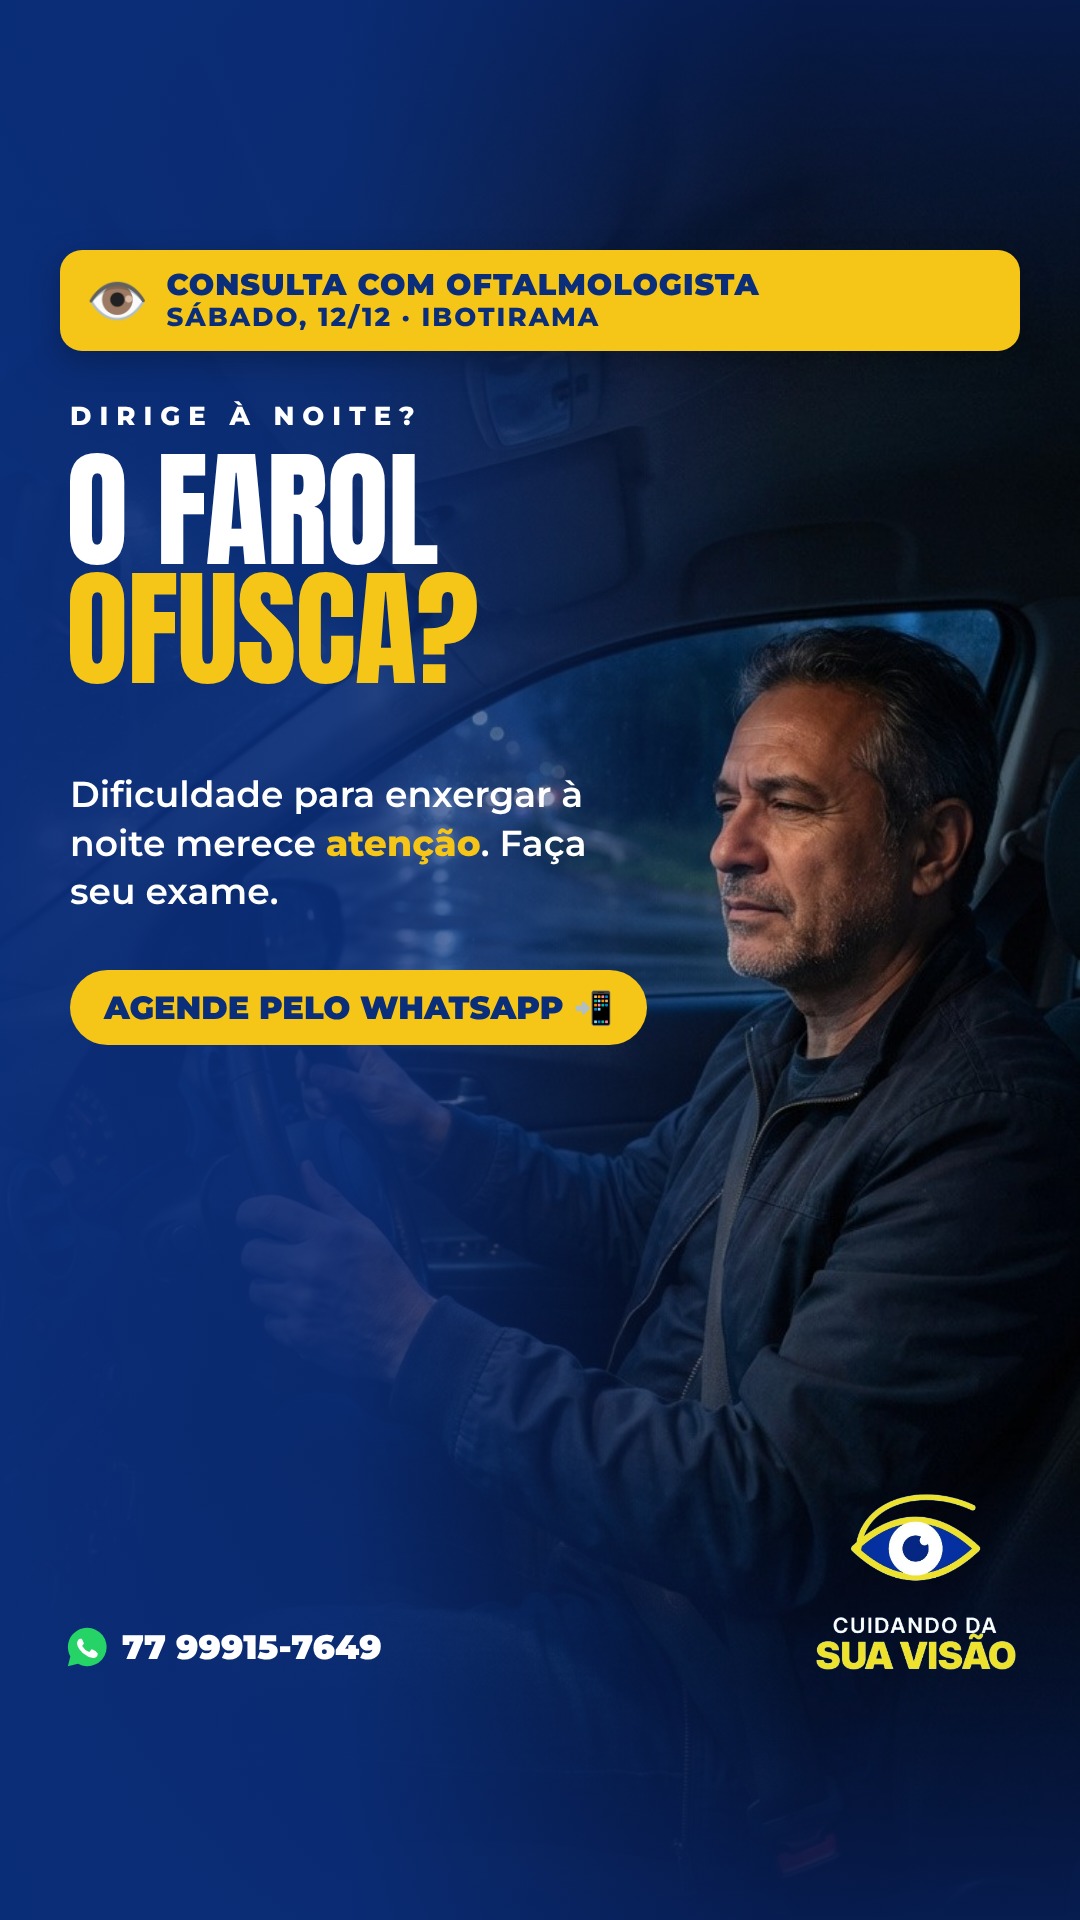 CONSULTA COM OFTALMOLOGISTA
SÁBADO, 12/12 · IBOTIRAMA
DIRIGE À NOITE?
O FAROL
OFUSCA?
Dificuldade para enxergar à
noite merece atenção. Faça
seu exame.
AGENDE PELO WHATSAPP 📲
77 99915-7649
CUIDANDO DA
SUA VISÃO